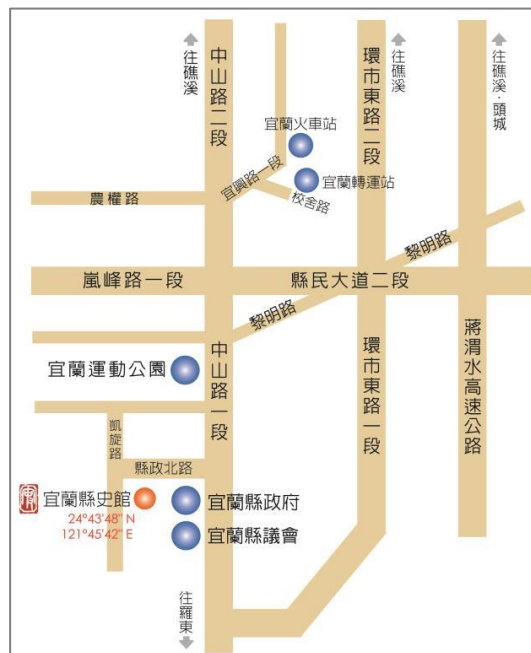 往礁溪
中山路二段
環市東路二段
往礁溪
往礁溪·頭城
宜蘭火車站
宜興路一段
宜蘭轉運站
校舍路
農權路
黎明路
嵐峰路一段
縣民大道二段
黎明路
宜蘭運動公園
中山路一段
環市東路一段
蔣渭水高速公路
凱旋路
縣政北路
宜蘭縣史館
24°43'48" N
121°45'42" E
宜蘭縣政府
宜蘭縣議會
往羅東